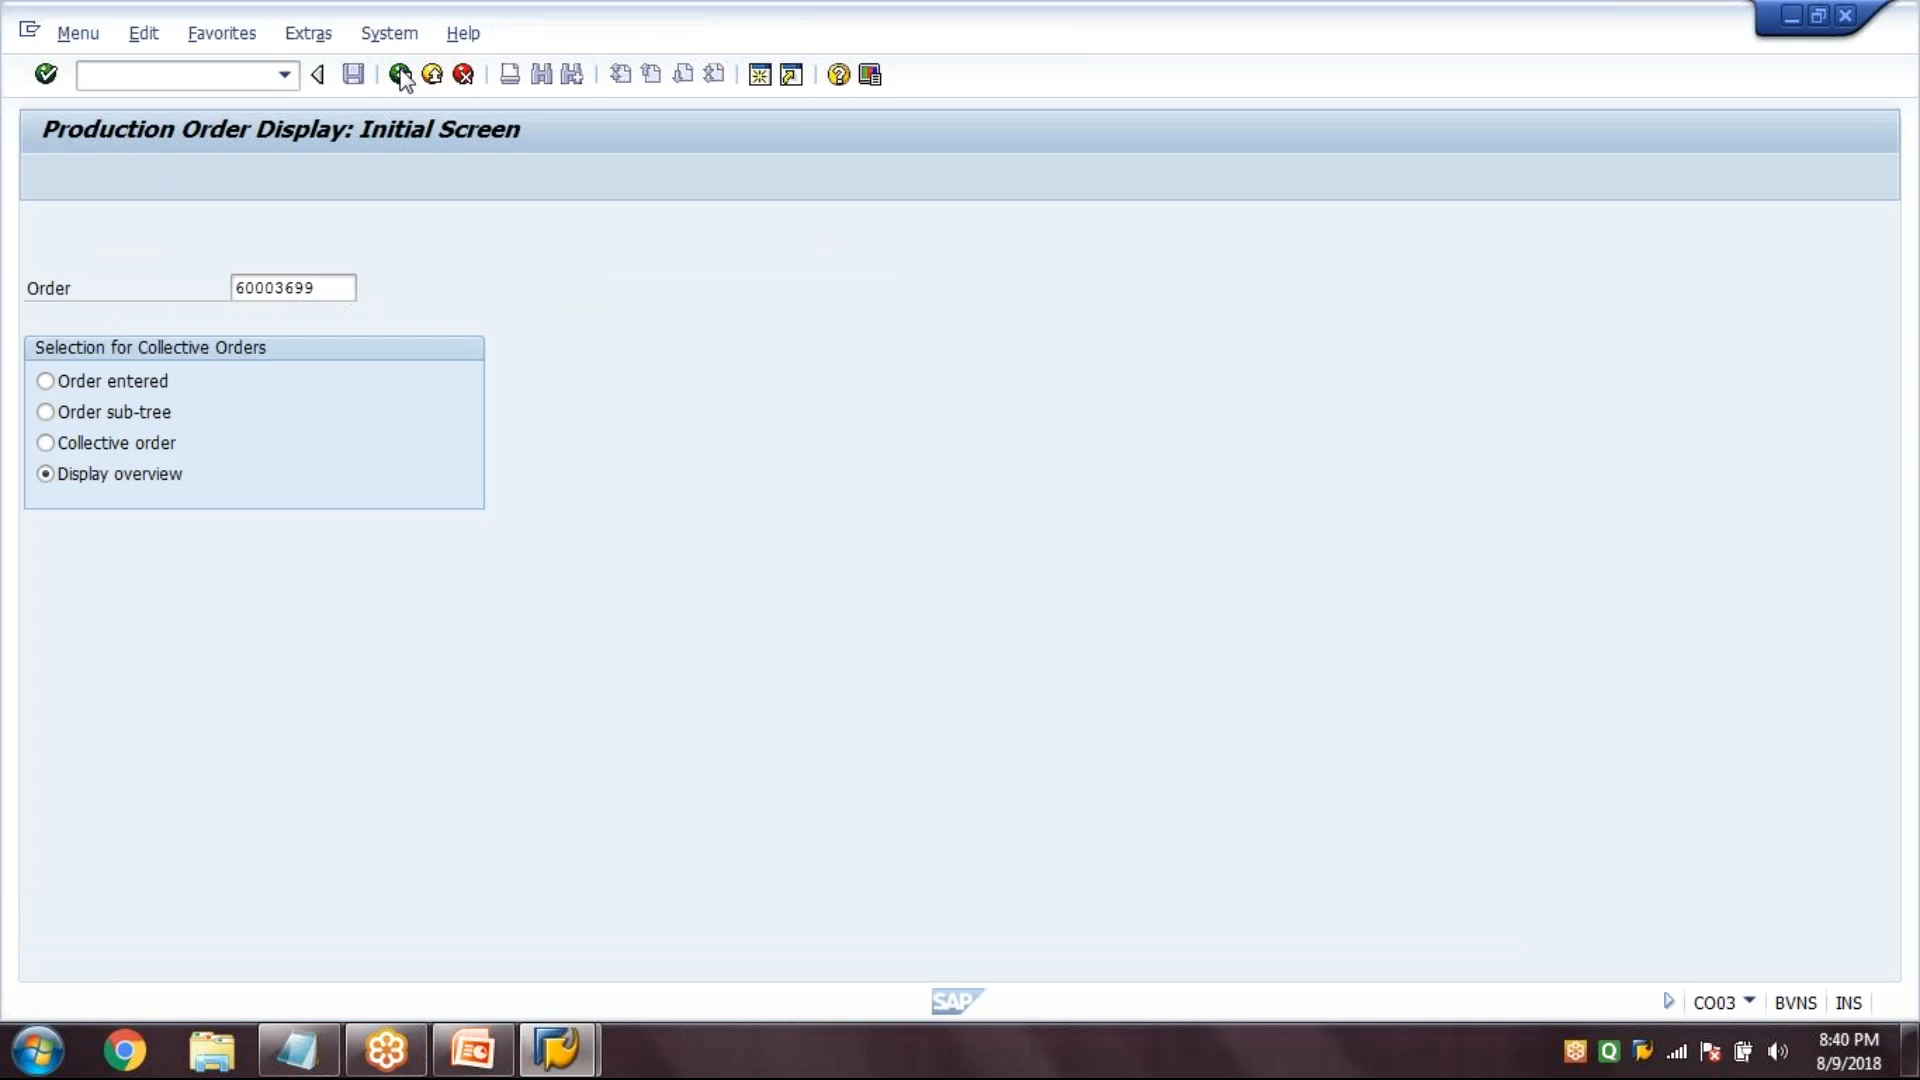 Menu Edit Favorites Extras System Help
Production Order Display: Initial Screen
Order 60003699
Selection for Collective Orders
Order entered
Order sub-tree
Collective order
Display overview
SAP CO03 BVNS INS
8:40 PM
8/9/2018